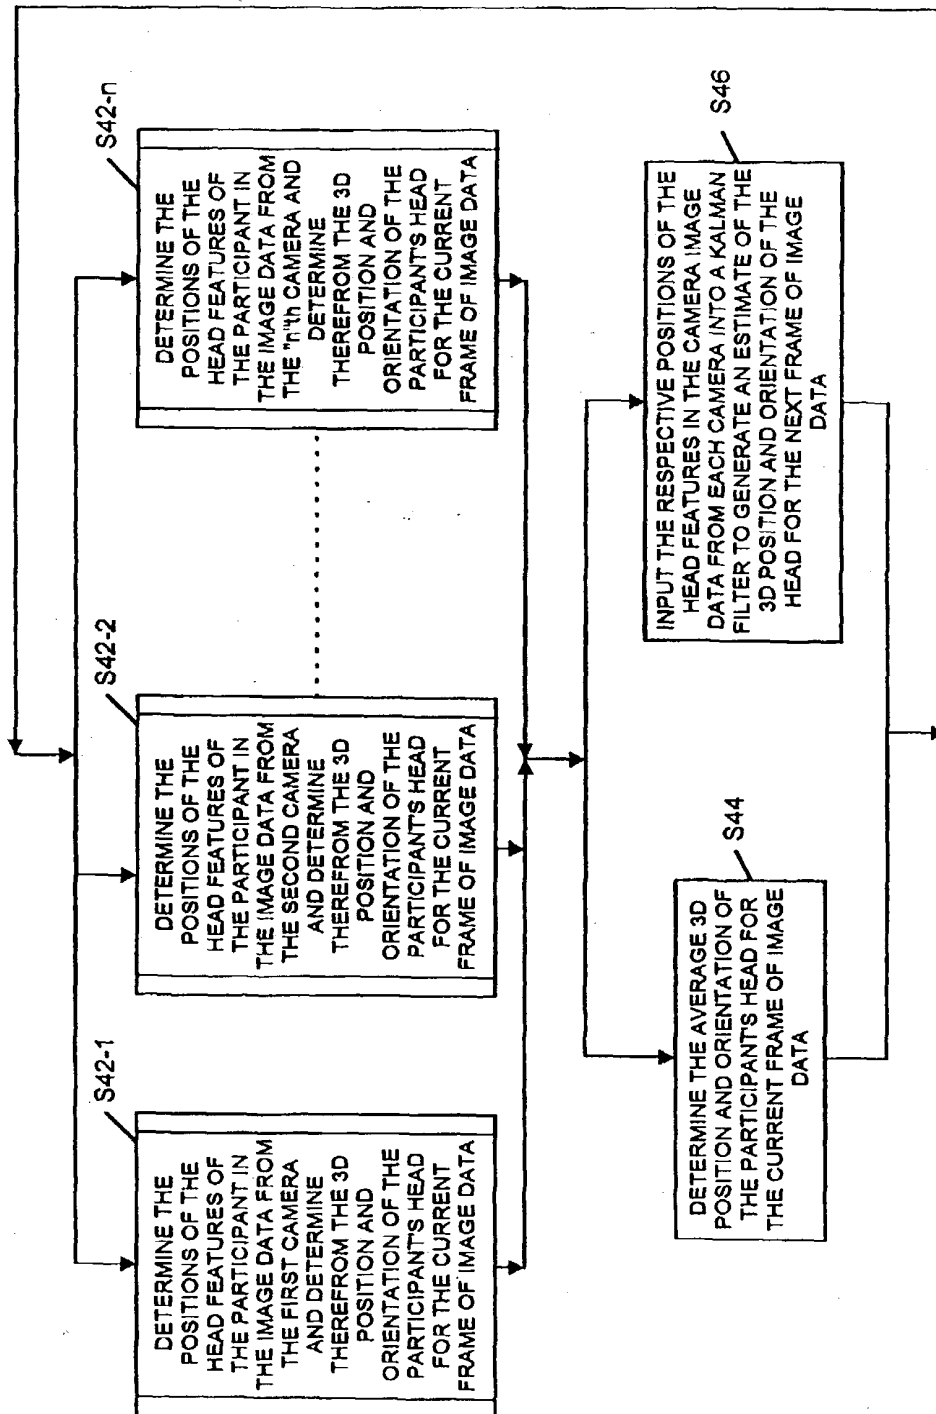 S42-1
DETERMINE THE
POSITIONS OF THE
HEAD FEATURES OF
THE PARTICIPANT IN
THE IMAGE DATA FROM
THE FIRST CAMERA
AND DETERMINE
THEREFROM THE 3D
POSITION AND
ORIENTATION OF THE
PARTICIPANT'S HEAD
FOR THE CURRENT
FRAME OF IMAGE DATA
S42-2
DETERMINE THE
POSITIONS OF THE
HEAD FEATURES OF
THE PARTICIPANT IN
THE IMAGE DATA FROM
THE SECOND CAMERA
AND DETERMINE
THEREFROM THE 3D
POSITION AND
ORIENTATION OF THE
PARTICIPANT'S HEAD
FOR THE CURRENT
FRAME OF IMAGE DATA
S42-n
DETERMINE THE
POSITIONS OF THE
HEAD FEATURES OF
THE PARTICIPANT IN
THE IMAGE DATA FROM
THE "n"th CAMERA AND
DETERMINE
THEREFROM THE 3D
POSITION AND
ORIENTATION OF THE
PARTICIPANT'S HEAD
FOR THE CURRENT
FRAME OF IMAGE DATA
S44
DETERMINE THE AVERAGE 3D
POSITION AND ORIENTATION OF
THE PARTICIPANT'S HEAD FOR
THE CURRENT FRAME OF IMAGE
DATA
S46
INPUT THE RESPECTIVE POSITIONS OF THE
HEAD FEATURES IN THE CAMERA IMAGE
DATA FROM EACH CAMERA INTO A KALMAN
FILTER TO GENERATE AN ESTIMATE OF THE
3D POSITION AND ORIENTATION OF THE
HEAD FOR THE NEXT FRAME OF IMAGE
DATA